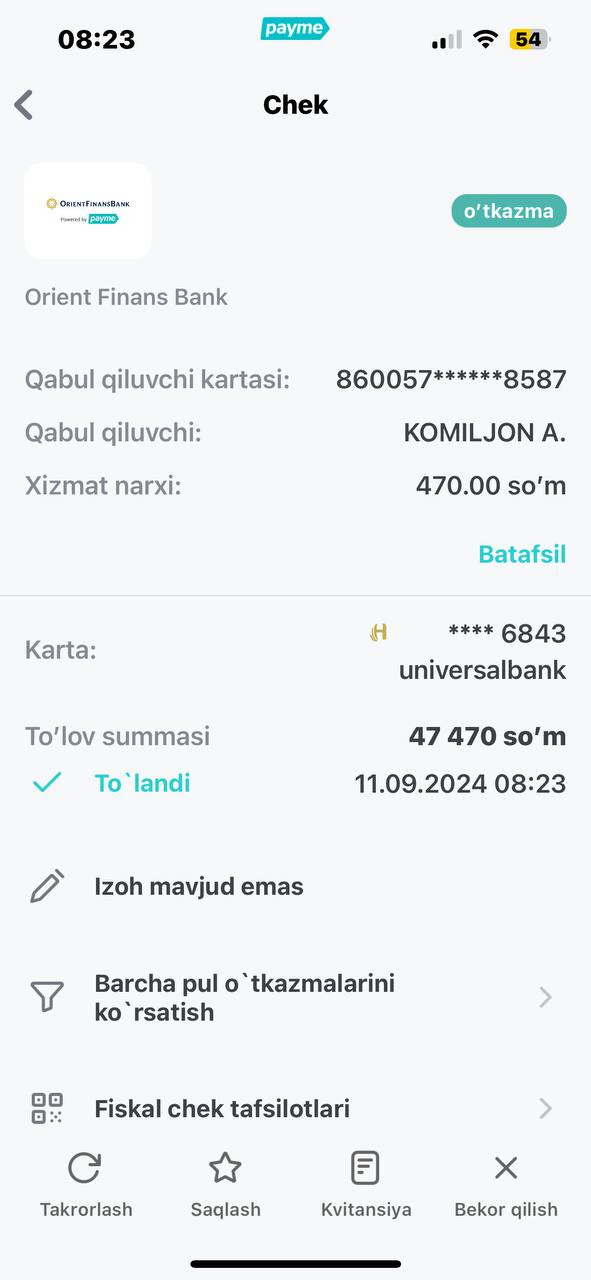 08:23
payme
54
Chek
ORIENTFINANSBANK
Powered by payme
o’tkazma
Orient Finans Bank
Qabul qiluvchi kartasi: 860057******8587
Qabul qiluvchi: KOMILJON A.
Xizmat narxi: 470.00 so’m
Batafsil
Karta: **** 6843
universalbank
To’lov summasi 47 470 so’m
To`landi 11.09.2024 08:23
Izoh mavjud emas
Barcha pul o`tkazmalarini
ko`rsatish
Fiskal chek tafsilotlari
Takrorlash Saqlash Kvitansiya Bekor qilish